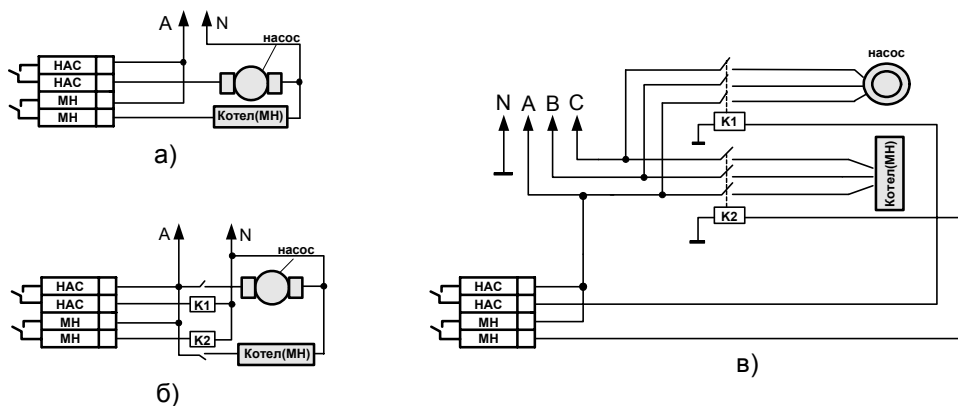 A N
насос
НАС
НАС
МН
МН
Котел(МН)
а)
A N
насос
НАС
НАС
K1
МН
МН
K2
Котел(МН)
б)
насос
N A B C
K1
Котел(МН)
K2
НАС
НАС
МН
МН
в)